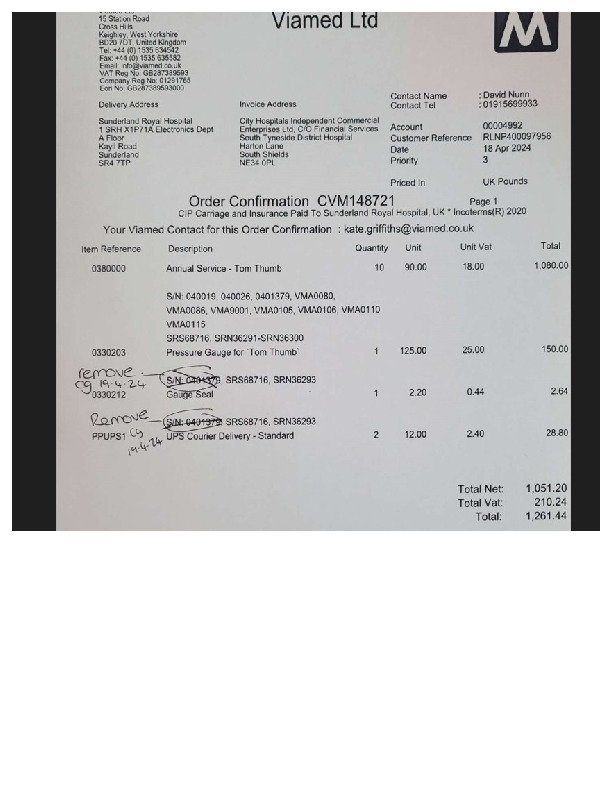 Viamed Ltd
15 Station Road
Cross Hills
Keighley, West Yorkshire
BD20 7DT, United Kingdom
Tel: +44 (0) 1535 634542
Fax: +44 (0) 1535 635582
Email: info@viamed.co.uk
VAT Reg No: GB287389593
Company Reg No: 01291765
Eori No: GB287389593000
Contact Name : David Nunn
Contact Tel : 01915699933
Delivery Address
Sunderland Royal Hospital
1 SRH X1P71A Electronics Dept
A Floor
Kayll Road
Sunderland
SR4 7TP
Invoice Address
City Hospitals Independent Commercial
Enterprises Ltd, C/O Financial Services
South Tyneside District Hospital
Harton Lane
South Shields
NE34 0PL
Account 00004992
Customer Reference RLNP400097956
Date 18 Apr 2024
Priority 3
Priced In UK Pounds
Order Confirmation CVM148721 Page 1
CIP Carriage and Insurance Paid To Sunderland Royal Hospital, UK * Incoterms(R) 2020
Your Viamed Contact for this Order Confirmation : kate.griffiths@viamed.co.uk
Item Reference Description Quantity Unit Unit Vat Total
0380000 Annual Service - Tom Thumb 10 90.00 18.00 1,080.00
S/N: 040019, 040026, 0401379, VMA0080,
VMA0086, VMA9001, VMA0105, VMA0106, VMA0110
VMA0115
SRS68716, SRN36291-SRN36300
0330203 Pressure Gauge for `Tom Thumb` 1 125.00 25.00 150.00
remove
cg 19.4.24
S/N: 0401379, SRS68716, SRN36293
0330212 Gauge Seal 1 2.20 0.44 2.64
Remove
cg 19.4.24
S/N: 0401379, SRS68716, SRN36293
PPUPS1 UPS Courier Delivery - Standard 2 12.00 2.40 28.80
Total Net: 1,051.20
Total Vat: 210.24
Total: 1,261.44